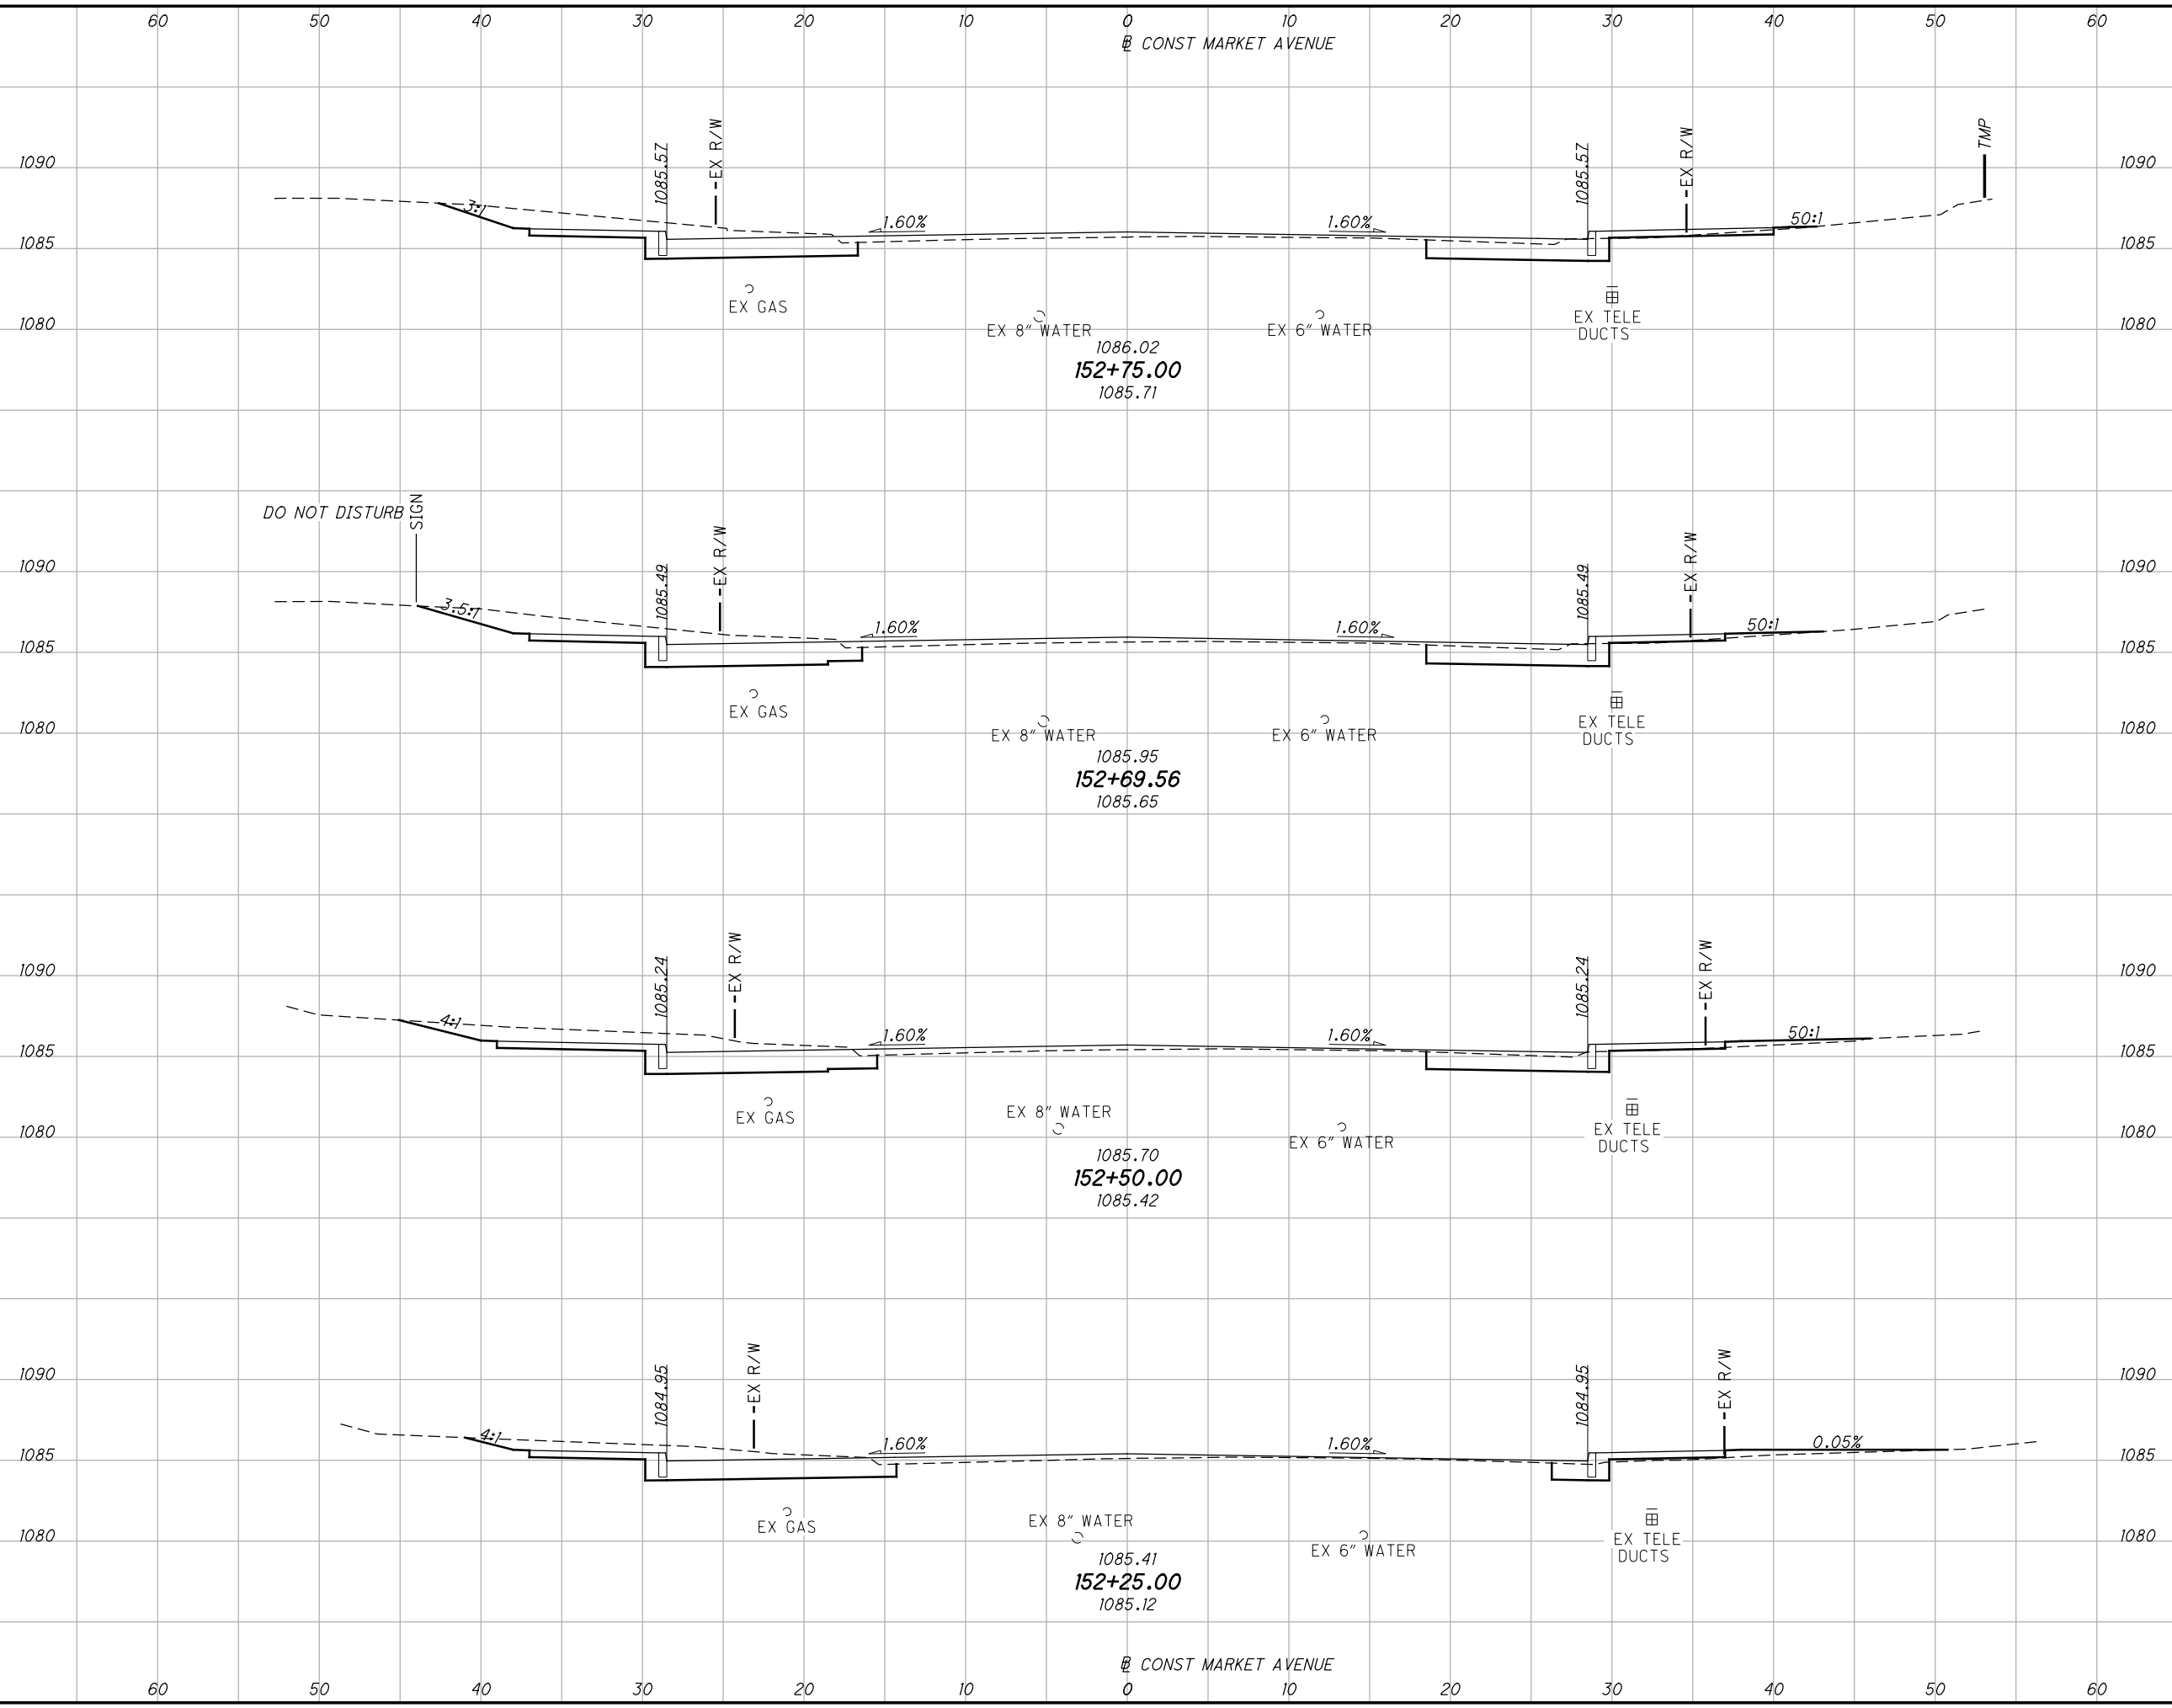 60 50 40 30 20 10 0 10 20 30 40 50 60
℄ CONST MARKET AVENUE
1085.57 EX R/W 1085.57 EX R/W TMP
1090 1090
3:1 1.60% 1.60% 50:1
1085 1085
EX GAS EX 8" WATER EX 6" WATER EX TELE
DUCTS
1080 1080
1086.02
152+75.00
1085.71
DO NOT DISTURB SIGN
1085.49 EX R/W 1085.49 EX R/W
1090 1090
3.5:1 1.60% 1.60% 50:1
1085 1085
EX GAS EX 8" WATER EX 6" WATER EX TELE
DUCTS
1080 1080
1085.95
152+69.56
1085.65
1085.24 EX R/W 1085.24 EX R/W
1090 1090
4:1 1.60% 1.60% 50:1
1085 1085
EX GAS EX 8" WATER EX 6" WATER EX TELE
DUCTS
1080 1080
1085.70
152+50.00
1085.42
1084.95 EX R/W 1084.95 EX R/W
1090 1090
4:1 1.60% 1.60% 0.05%
1085 1085
EX GAS EX 8" WATER EX 6" WATER EX TELE
DUCTS
1080 1080
1085.41
152+25.00
1085.12
℄ CONST MARKET AVENUE
60 50 40 30 20 10 0 10 20 30 40 50 60